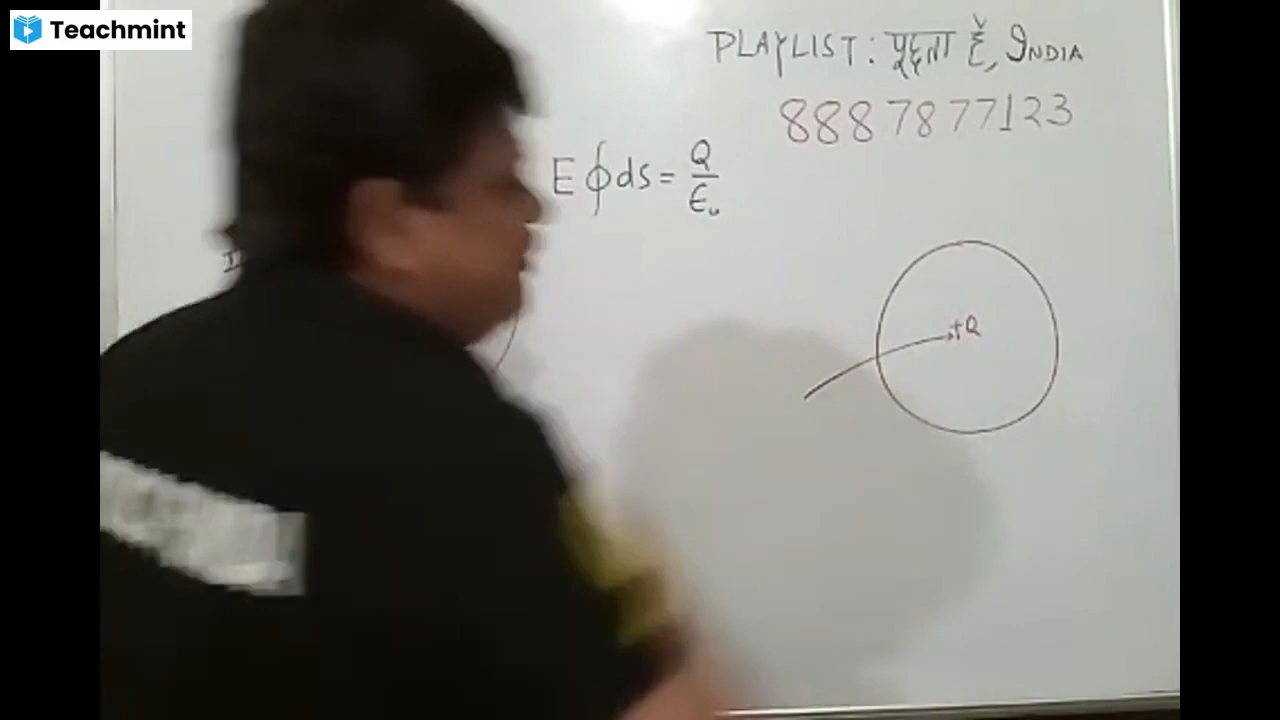 Teachmint
PLAYLIST: पूछता है, INDIA
8887877123
E∮ds = Q/ε₀
+Q